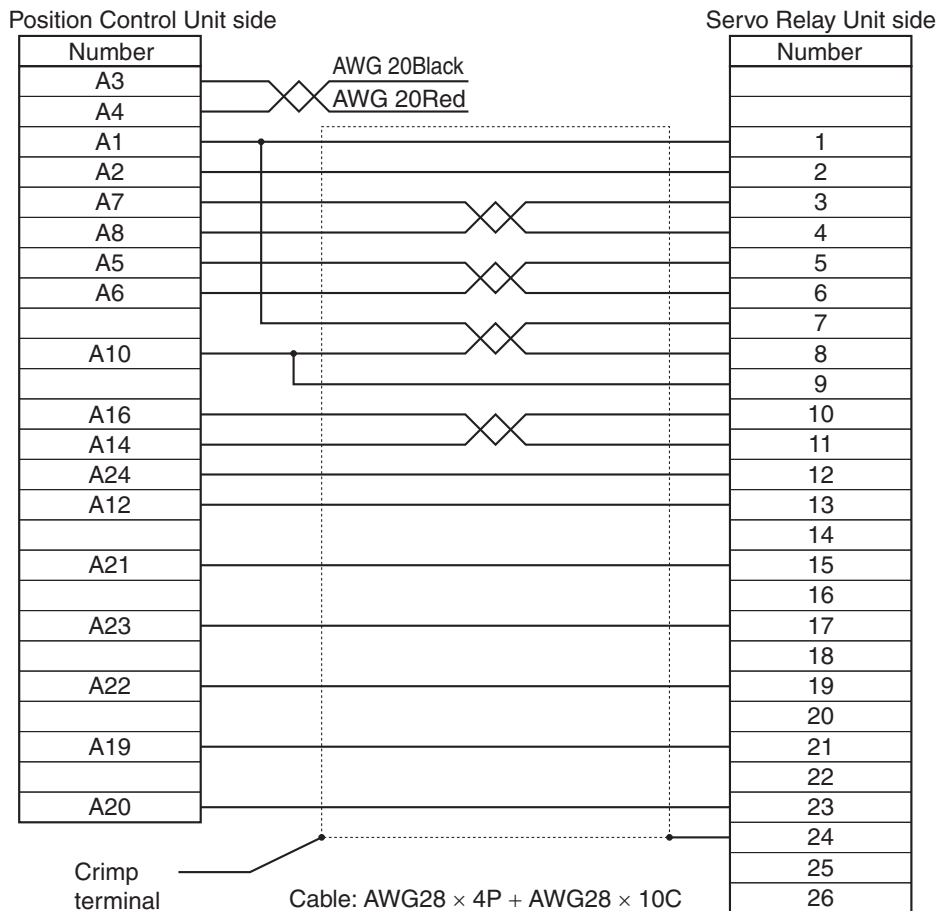 Position Control Unit side Servo Relay Unit side
Number Number
A3 AWG 20Black
A4 AWG 20Red
A1 1
A2 2
A7 3
A8 4
A5 5
A6 6
7
A10 8
9
A16 10
A14 11
A24 12
A12 13
14
A21 15
16
A23 17
18
A22 19
20
A19 21
22
A20 23
24
Crimp 25
terminal Cable: AWG28 × 4P + AWG28 × 10C 26